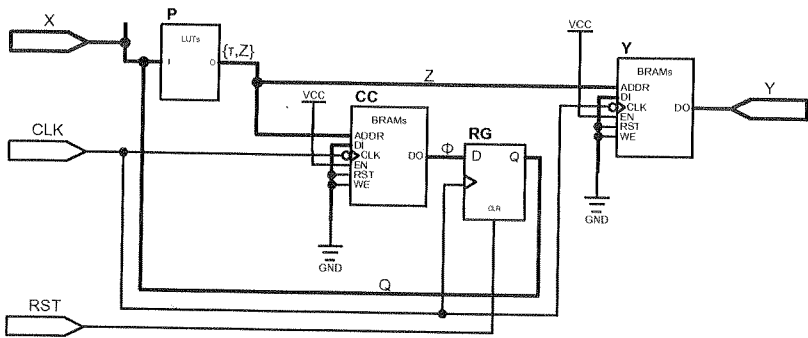 X
P
LUTs
I
O
{τ,Z}
CLK
VCC
CC
BRAMs
ADDR
DI
CLK
EN
RST
WE
DO
GND
Φ
RG
D
Q
CLR
Z
VCC
Y
BRAMs
ADDR
DI
CLK
EN
RST
WE
DO
GND
Y
Q
RST